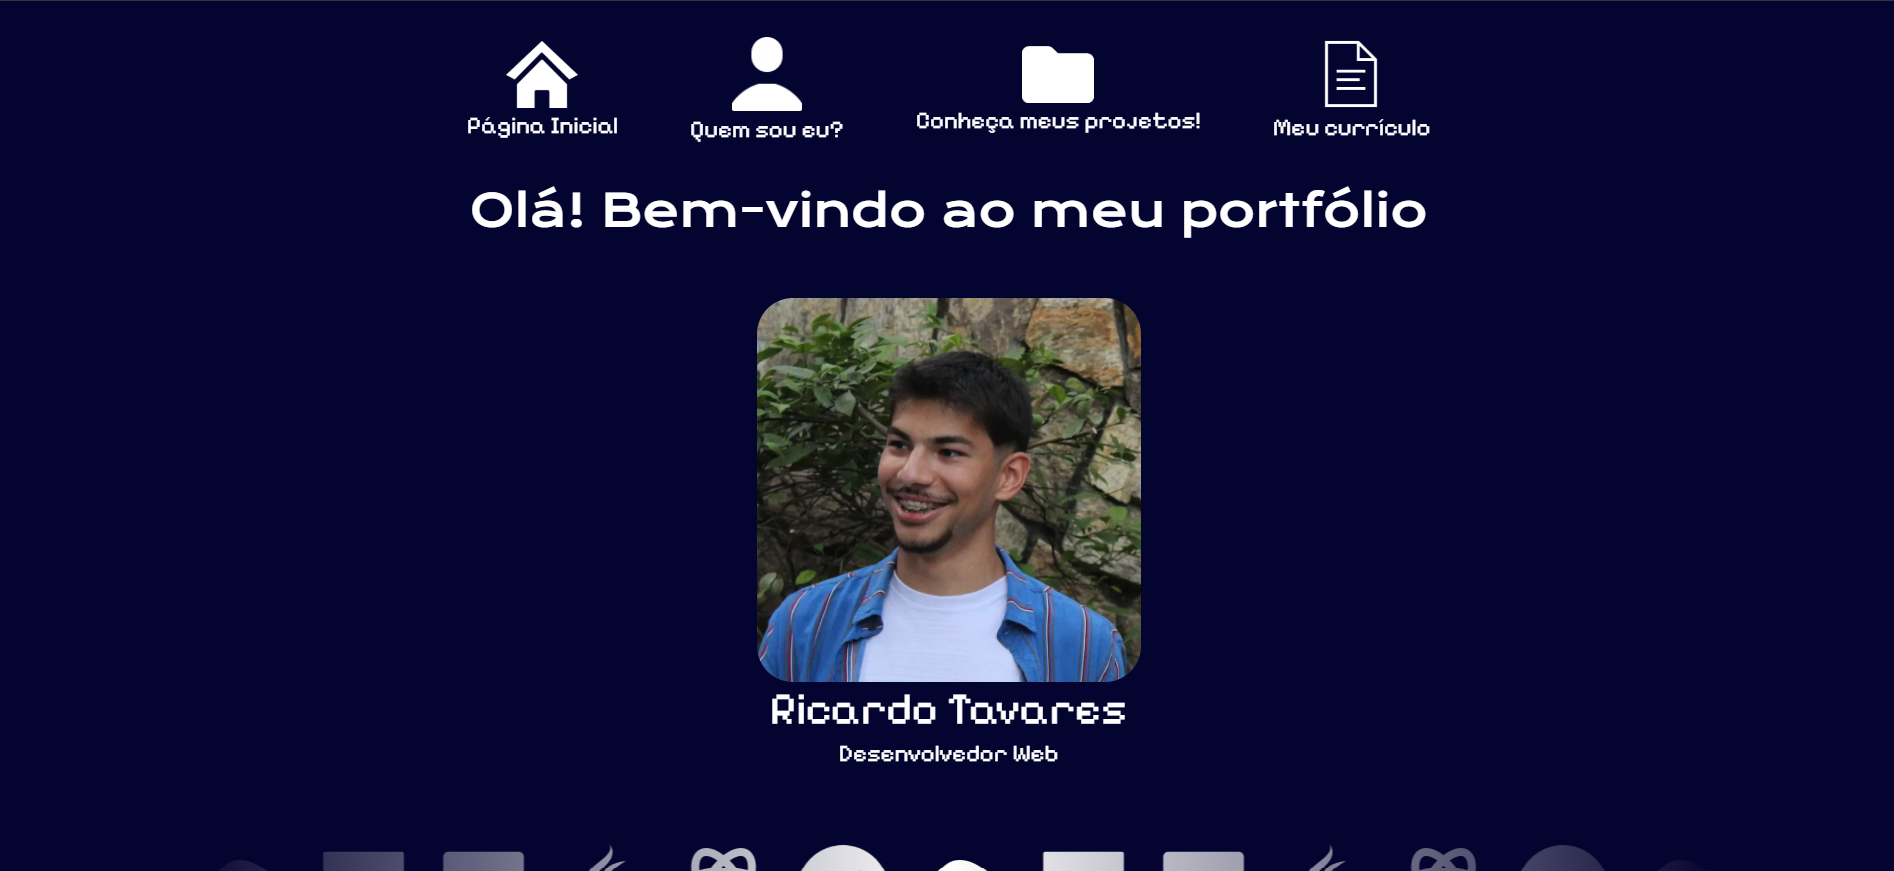 Página Inicial
Quem sou eu?
Conheça meus projetos!
Meu currículo
Olá! Bem-vindo ao meu portfólio
Ricardo Tavares
Desenvolvedor Web